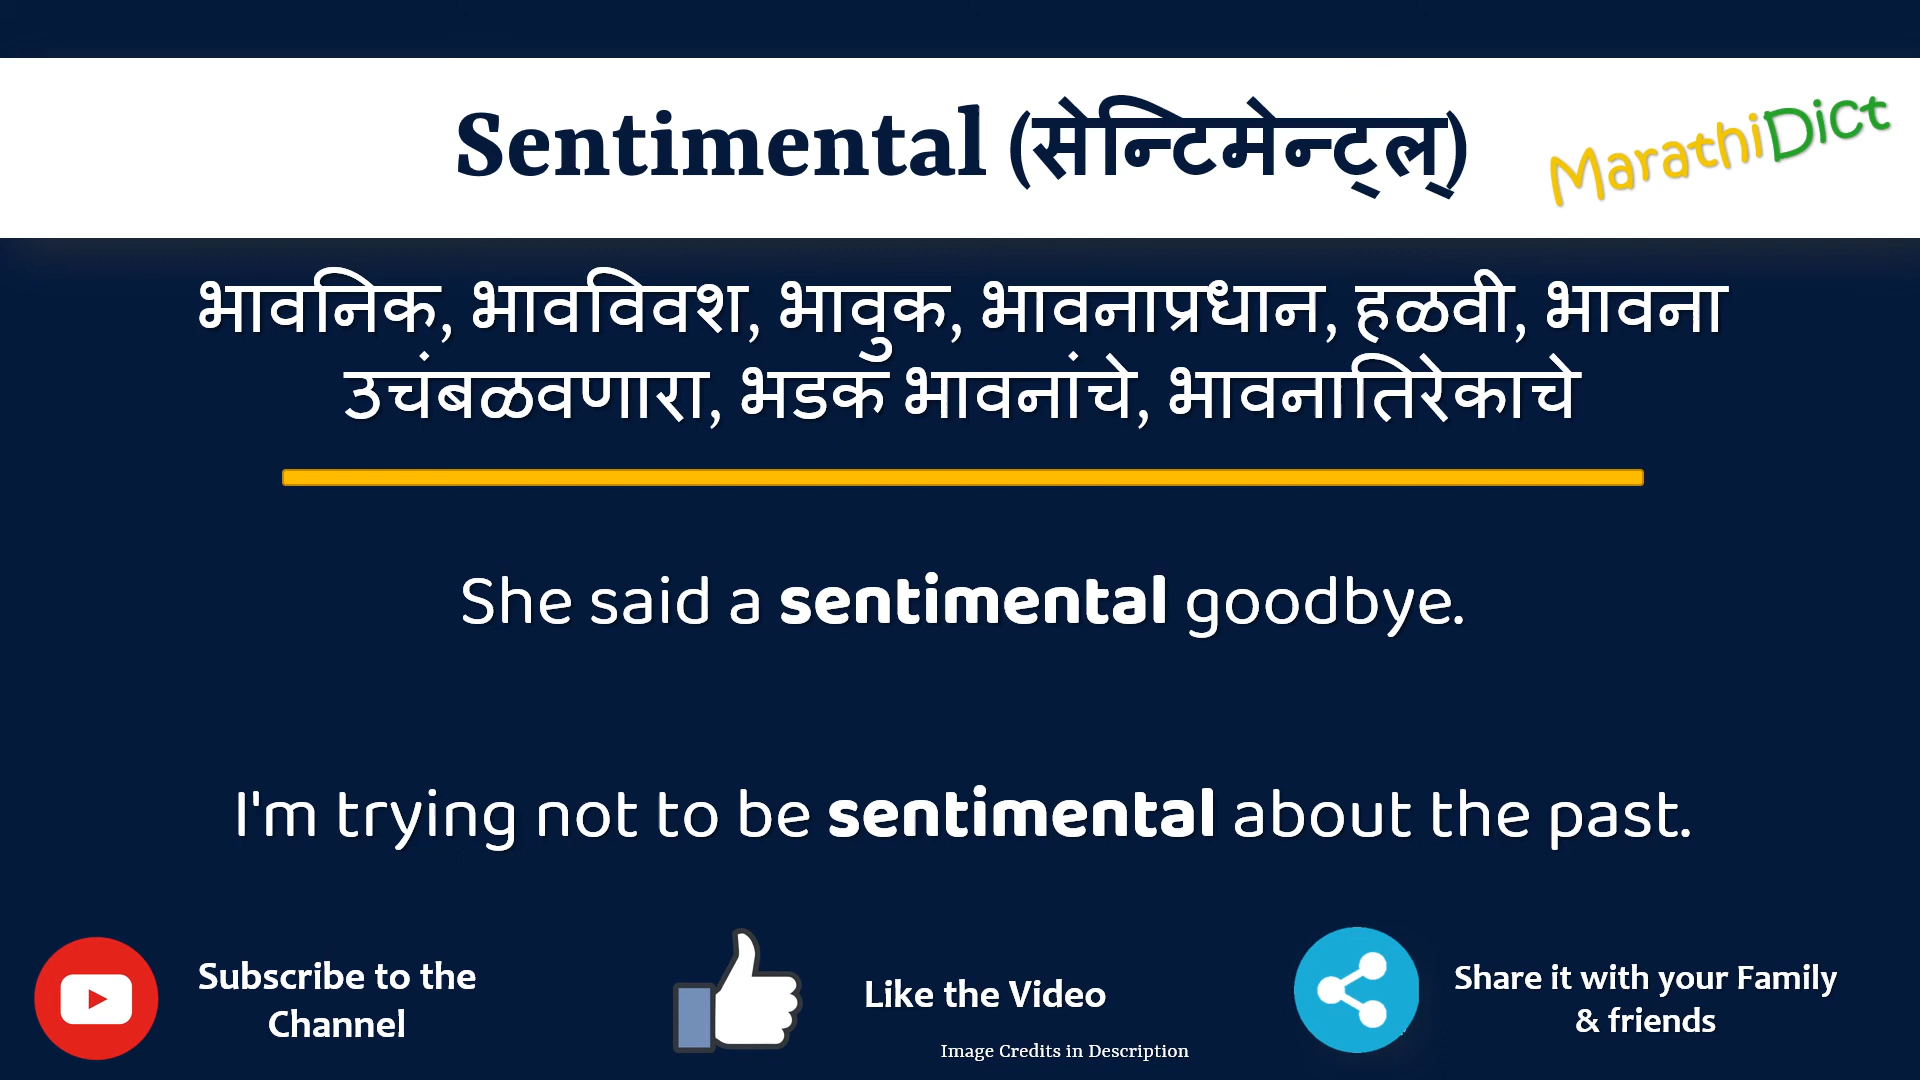 Sentimental (सेन्टिमेन्ट्ल्)
MarathiDict
भावनिक, भावविवश, भावुक, भावनाप्रधान, हळवी, भावना
उचंबळवणारा, भडक भावनांचे, भावनातिरेकाचे
She said a sentimental goodbye.
I'm trying not to be sentimental about the past.
Subscribe to the
Channel
Like the Video
Share it with your Family
& friends
Image Credits in Description